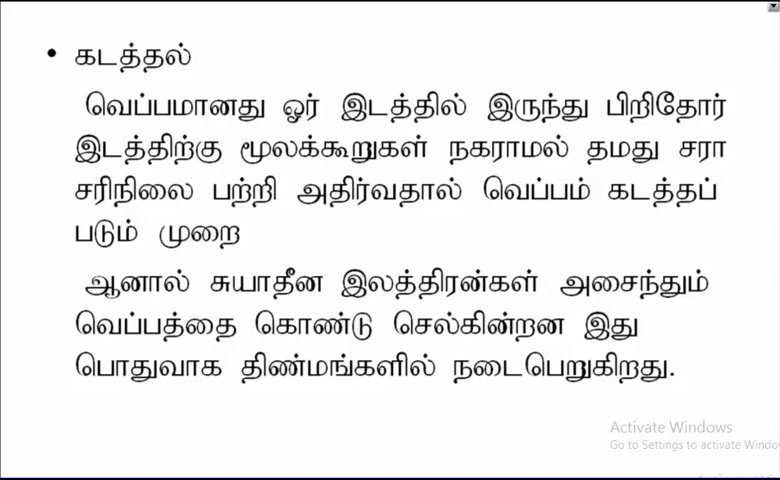 • கடத்தல்
வெப்பமானது ஓர் இடத்தில் இருந்து பிறிதோர்
இடத்திற்கு மூலக்கூறுகள் நகராமல் தமது சரா
சரிநிலை பற்றி அதிர்வதால் வெப்பம் கடத்தப்
படும் முறை
ஆனால் சுயாதீன இலத்திரன்கள் அசைந்தும்
வெப்பத்தை கொண்டு செல்கின்றன இது
பொதுவாக திண்மங்களில் நடைபெறுகிறது.
Activate Windows
Go to Settings to activate Windo